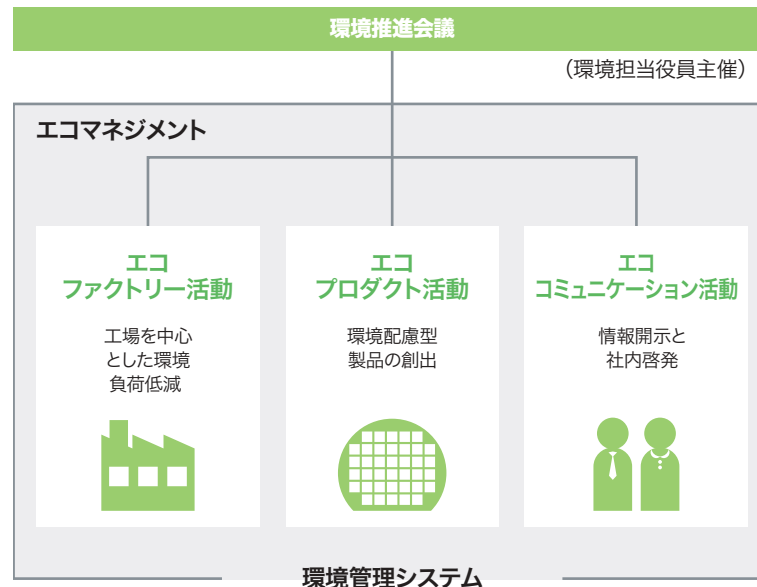 環境推進会議
（環境担当役員主催）
エコマネジメント
エコ
ファクトリー活動
工場を中心
とした環境
負荷低減
エコ
プロダクト活動
環境配慮型
製品の創出
エコ
コミュニケーション活動
情報開示と
社内啓発
環境管理システム